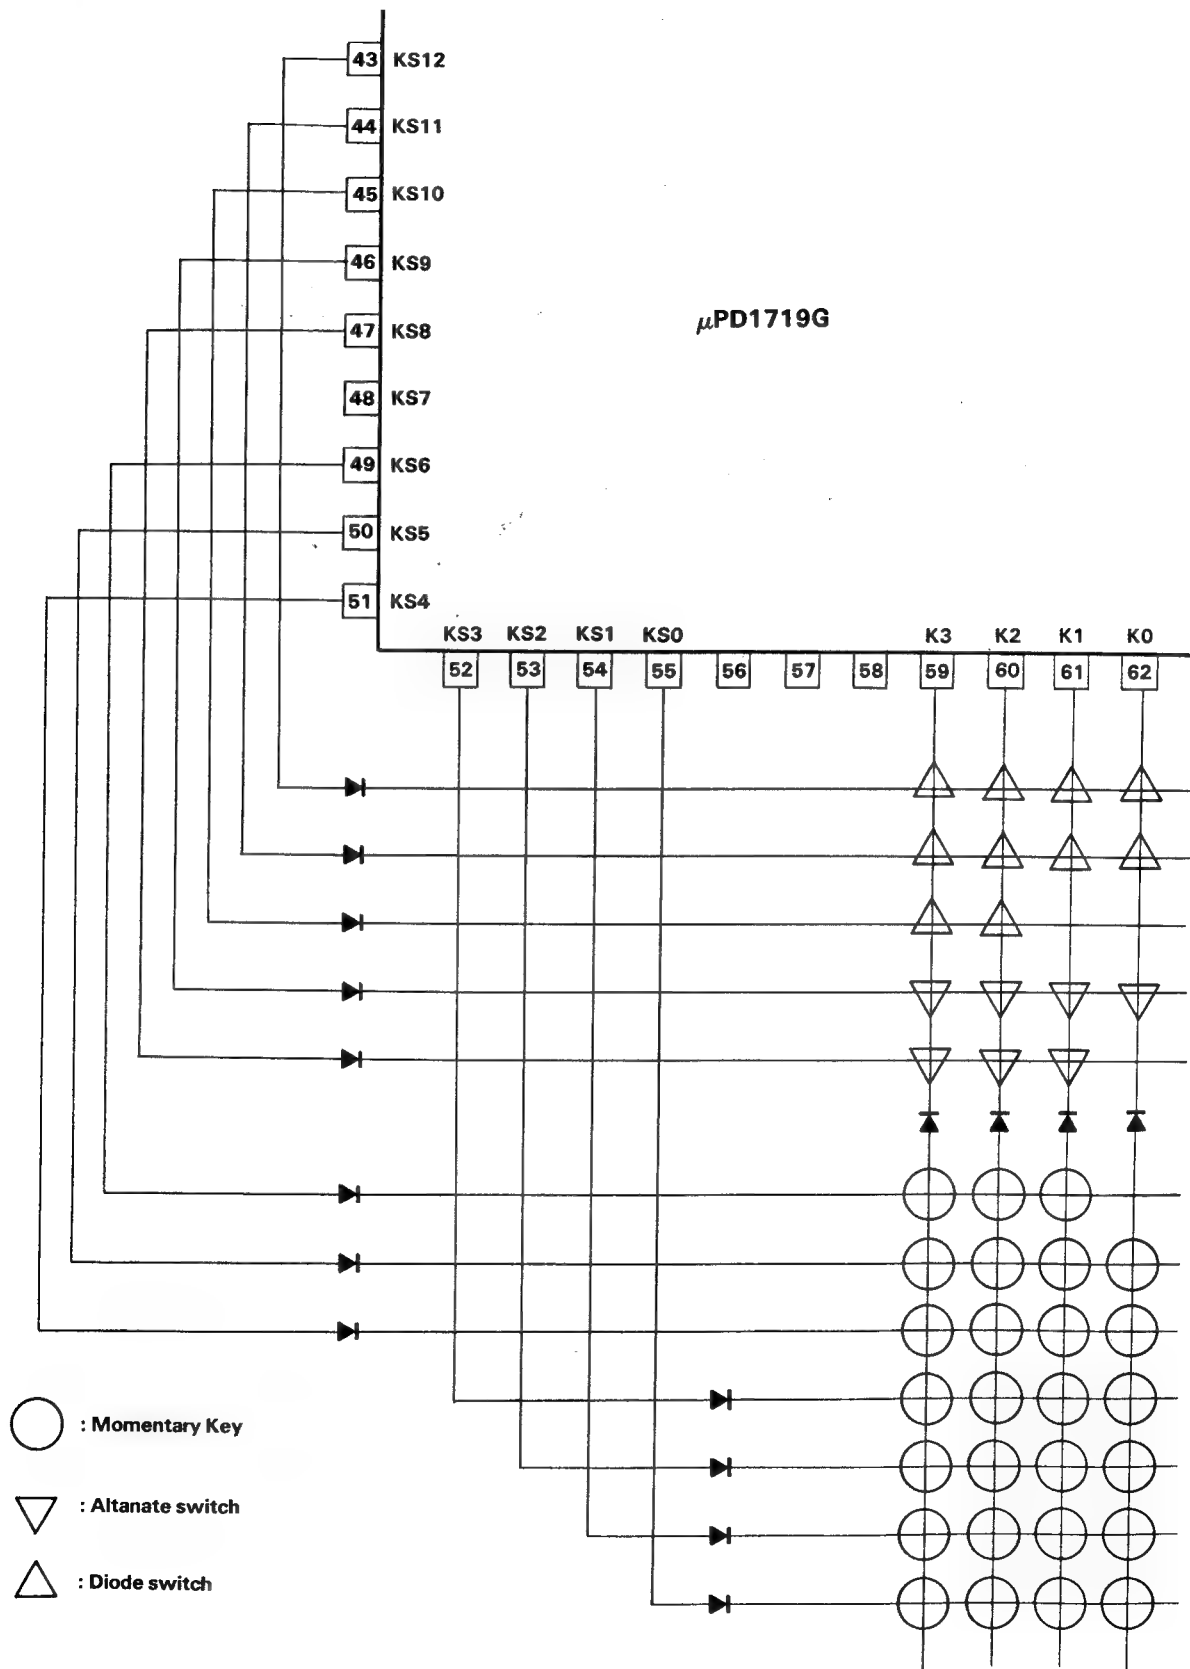 43 KS12
44 KS11
45 KS10
46 KS9
μPD1719G
47 KS8
48 KS7
49 KS6
50 KS5
51 KS4
KS3 KS2 KS1 KS0 K3 K2 K1 K0
52 53 54 55 56 57 58 59 60 61 62
: Momentary Key
: Altanate switch
: Diode switch